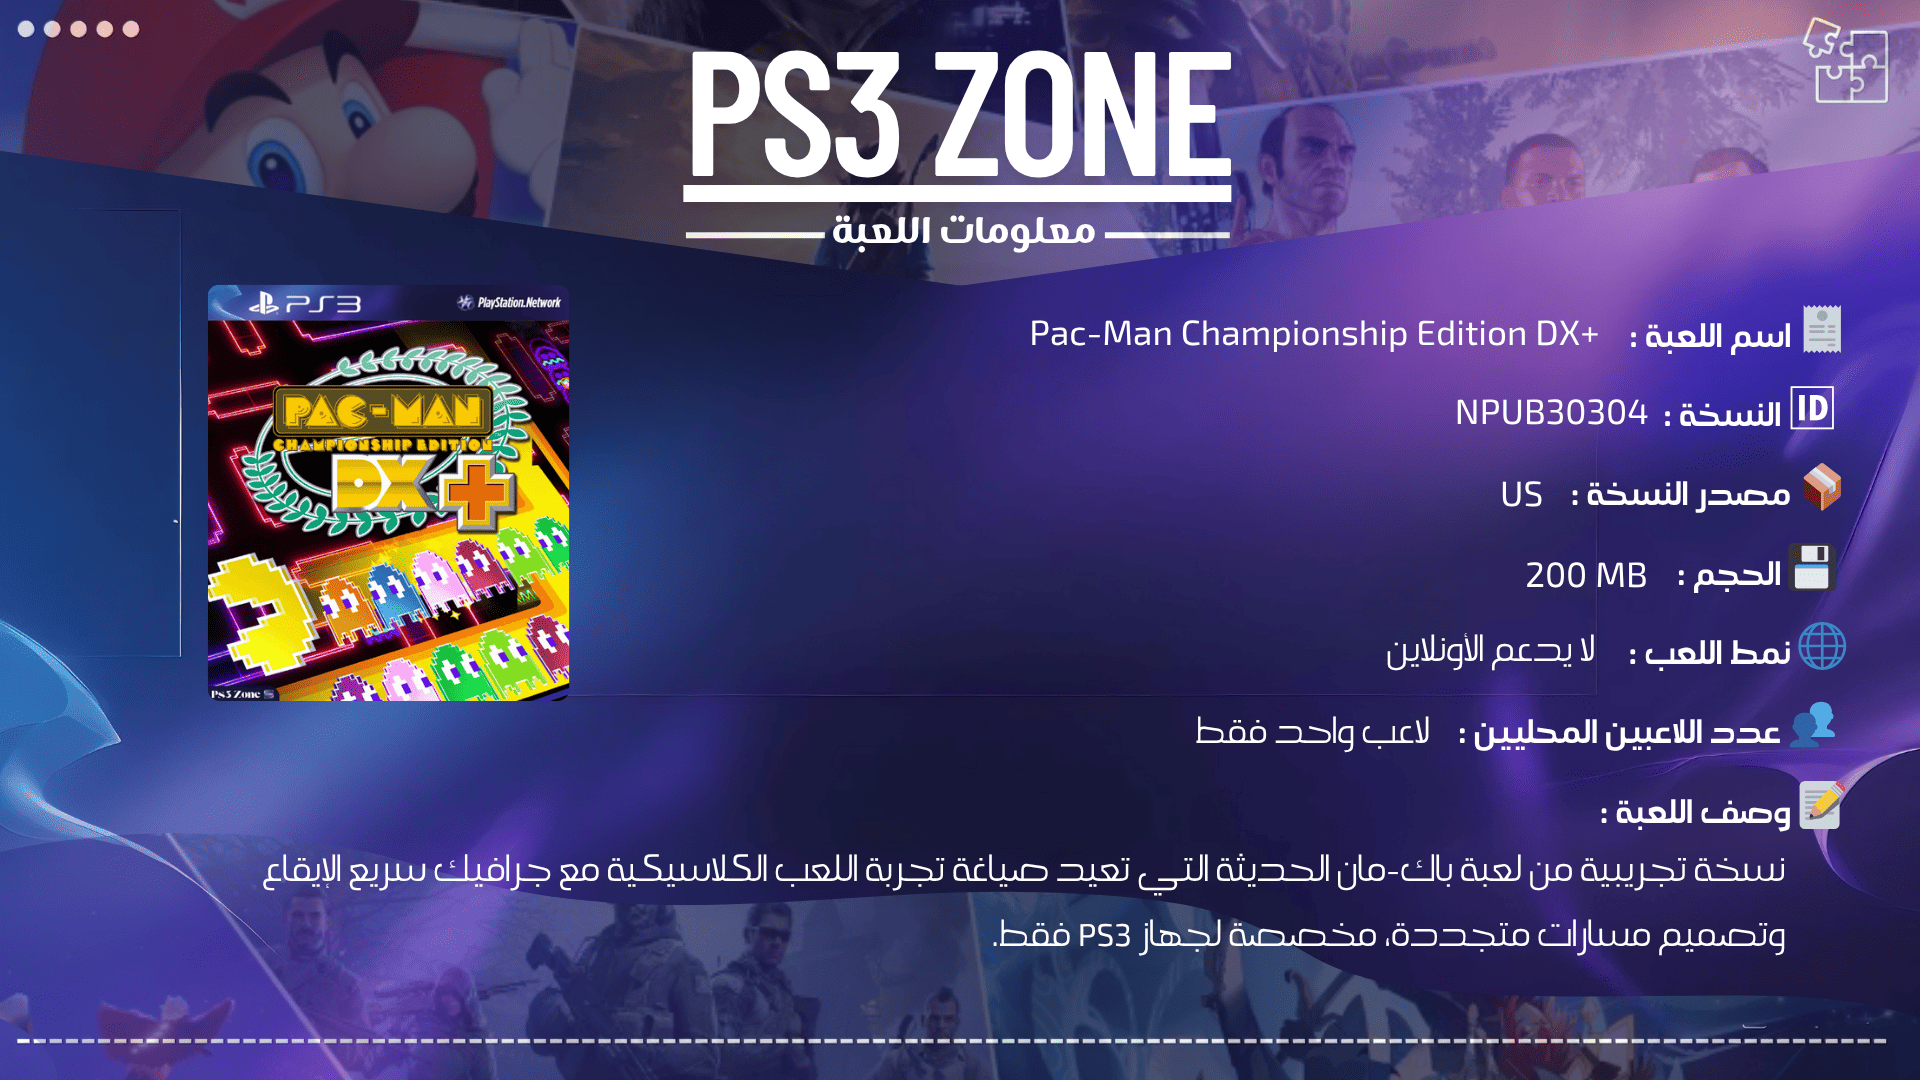 PS3 ZONE
معلومات اللعبة
PS3 PlayStation.Network
PAC-MAN
CHAMPIONSHIP EDITION
DX+
Ps3 Zone
اسم اللعبة : Pac-Man Championship Edition DX+
ID النسخة : NPUB30304
مصدر النسخة : US
الحجم : 200 MB
نمط اللعب : لا يدعم الأونلاين
عدد اللاعبين المحليين : لاعب واحد فقط
وصف اللعبة :
نسخة تجريبية من لعبة باك-مان الحديثة التي تعيد صياغة تجربة اللعب الكلاسيكية مع جرافيك سريع الإيقاع
وتصميم مسارات متجددة، مخصصة لجهاز PS3 فقط.